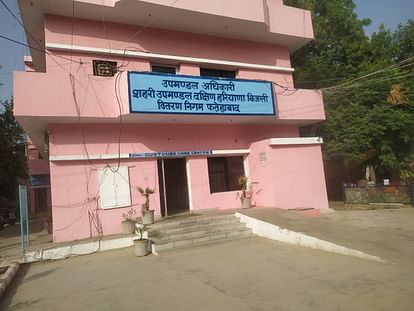 उपमण्डल अधिकारी
शहरी उपमण्डल दक्षिण हरियाणा बिजली
वितरण निगम फतेहाबाद
CUSTOMER CARE CENTRE